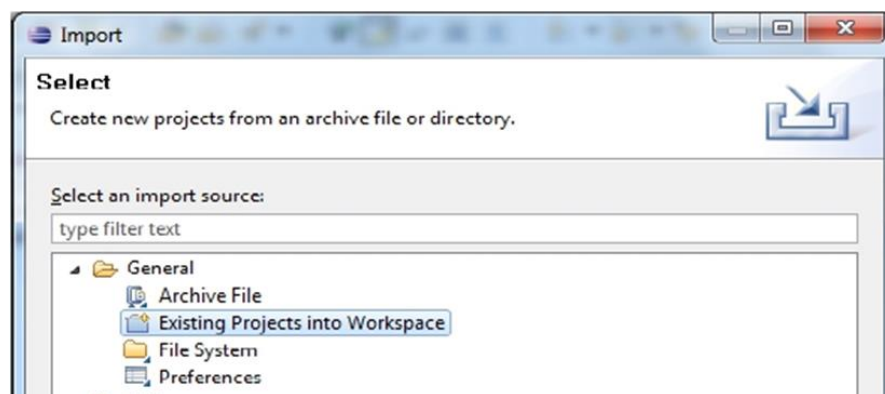 Import
Select
Create new projects from an archive file or directory.
Select an import source:
type filter text
General
Archive File
Existing Projects into Workspace
File System
Preferences